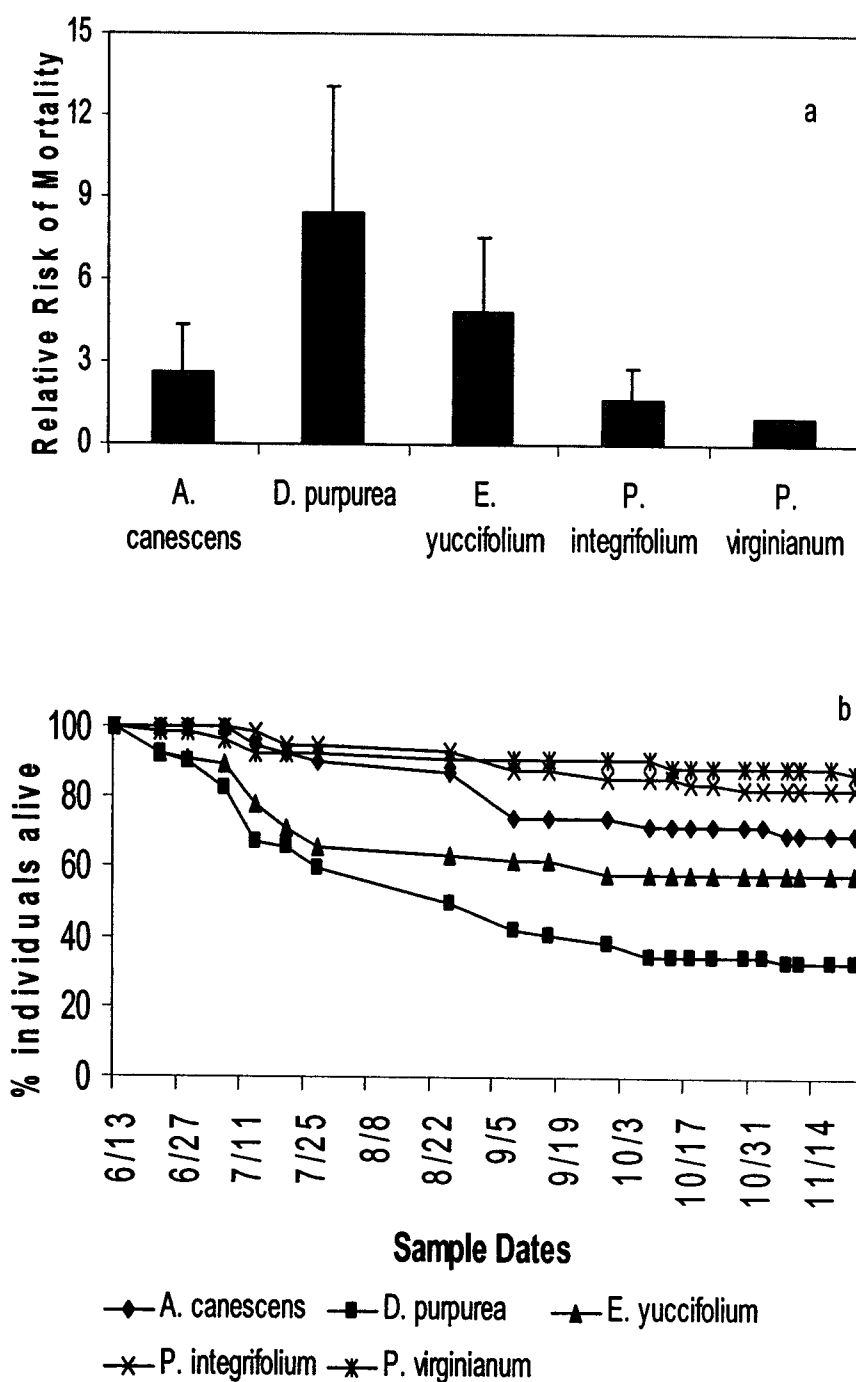 15
12
9
6
3
0
Relative Risk of Mortality
a
A. canescens
D. purpurea
E. yuccifolium
P. integrifolium
P. virginianum
b
100
80
60
40
20
0
% individuals alive
6/13
6/27
7/11
7/25
8/8
8/22
9/5
9/19
10/3
10/17
10/31
11/14
Sample Dates
A. canescens
D. purpurea
E. yuccifolium
P. integrifolium
P. virginianum